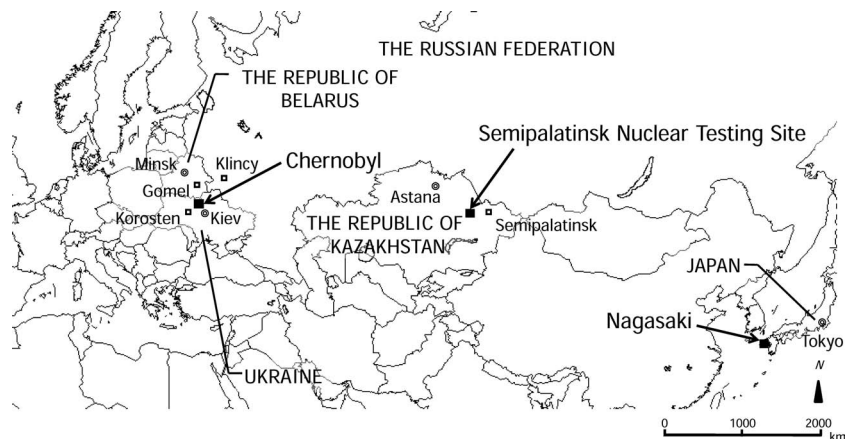 THE RUSSIAN FEDERATION
THE REPUBLIC OF
BELARUS
Semipalatinsk Nuclear Testing Site
Minsk
Klincy
Chernobyl
Gomel
Astana
Korosten
Kiev
THE REPUBLIC OF
KAZAKHSTAN
Semipalatinsk
JAPAN
Nagasaki
Tokyo
N
UKRAINE
0 1000 2000
km